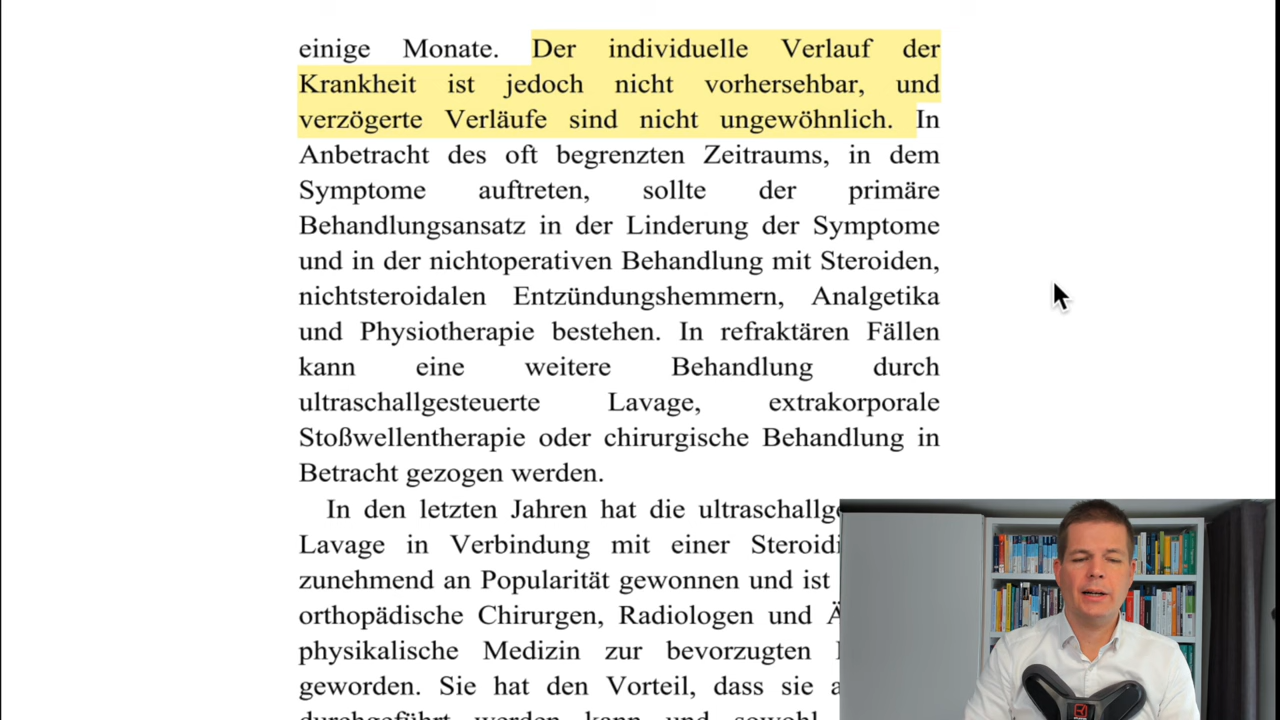 einige Monate. Der individuelle Verlauf der
Krankheit ist jedoch nicht vorhersehbar, und
verzögerte Verläufe sind nicht ungewöhnlich. In
Anbetracht des oft begrenzten Zeitraums, in dem
Symptome auftreten, sollte der primäre
Behandlungsansatz in der Linderung der Symptome
und in der nichtoperativen Behandlung mit Steroiden,
nichtsteroidalen Entzündungshemmern, Analgetika
und Physiotherapie bestehen. In refraktären Fällen
kann eine weitere Behandlung durch
ultraschallgesteuerte Lavage, extrakorporale
Stoßwellentherapie oder chirurgische Behandlung in
Betracht gezogen werden.
In den letzten Jahren hat die
Lavage in Verbindung mit einer
zunehmend an Popularität gewonnen und ist
orthopädische Chirurgen, Radiologen und
physikalische Medizin zur bevorzugten
geworden. Sie hat den Vorteil, dass sie
durchgeführt werden kann und sowohl